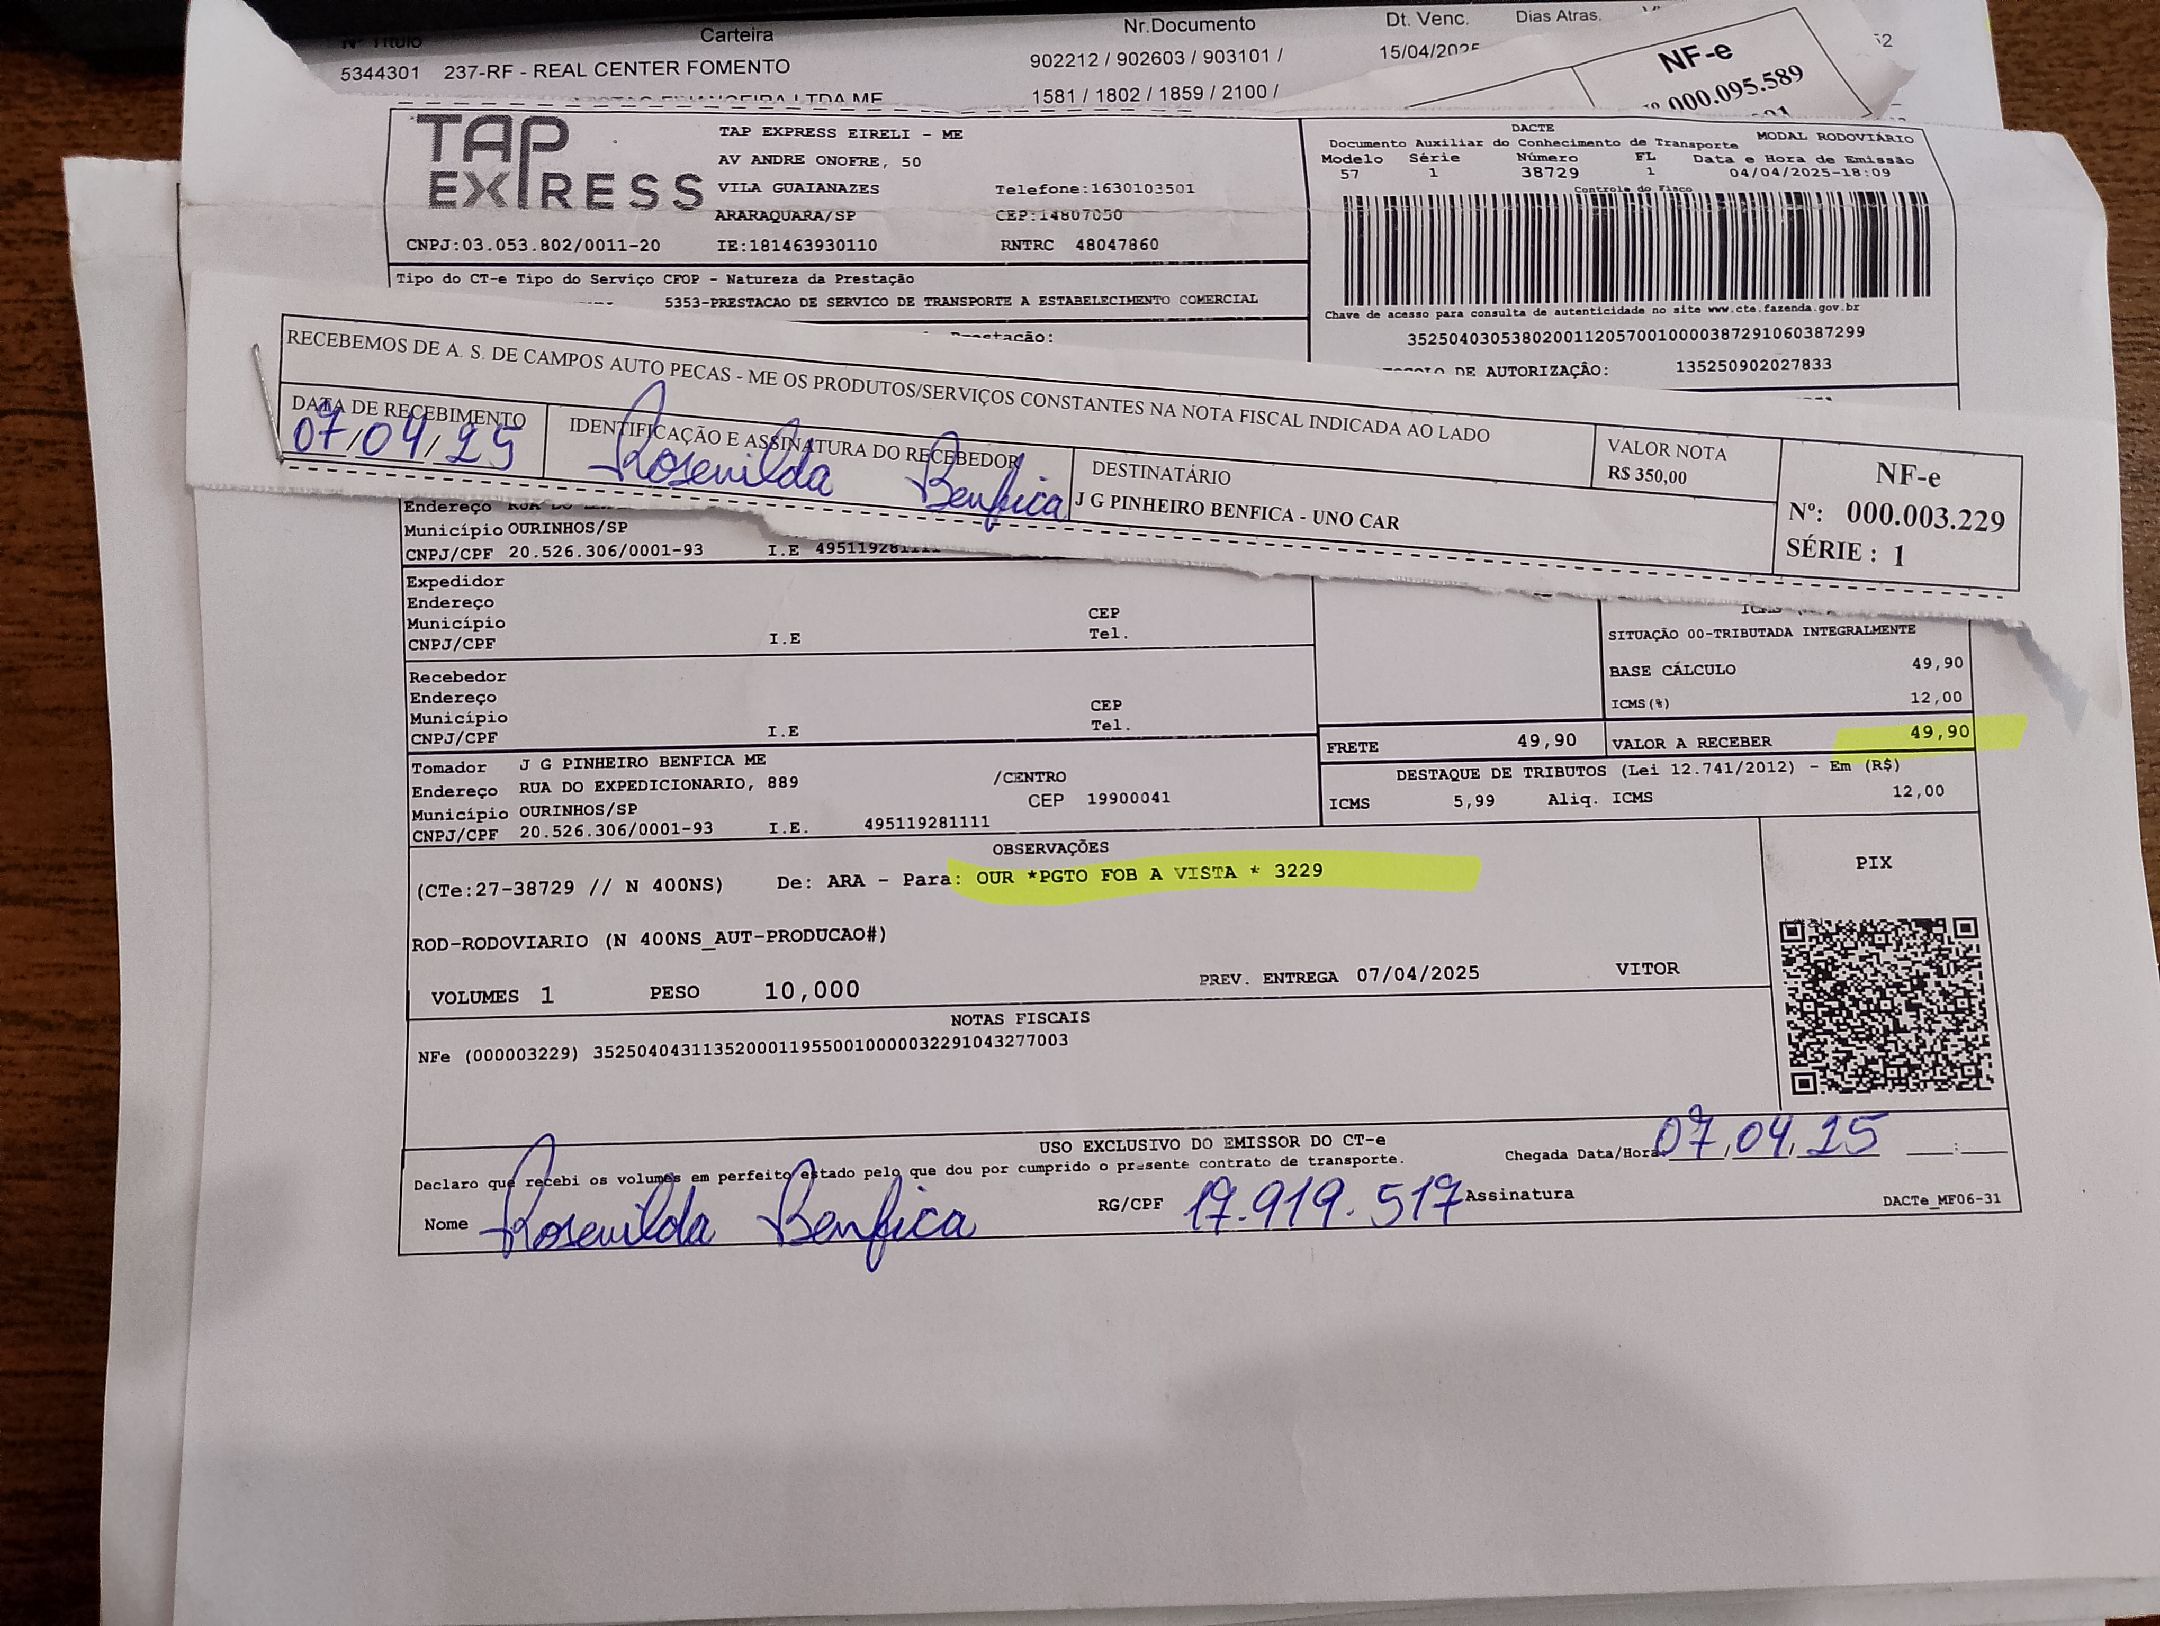 Carteira Nr.Documento Dt. Venc. Dias Atras.
5344301 237-RF - REAL CENTER FOMENTO 902212 / 902603 / 903101 / 15/04/2025
1581 / 1802 / 1859 / 2100 /
NF-e
000.095.589
TAP EXPRESS
TAP EXPRESS EIRELI - ME
AV ANDRE ONOFRE, 50
VILA GUAIANAZES Telefone:1630103501
ARARAQUARA/SP CEP:14807050
CNPJ:03.053.802/0011-20 IE:181463930110 RNTRC 48047860
DACTE MODAL RODOVIÁRIO
Documento Auxiliar do Conhecimento de Transporte
Modelo Série Número FL Data e Hora de Emissão
57 1 38729 1 04/04/2025-18:09
Controle do Fisco
Chave de acesso para consulta de autenticidade no site www.cte.fazenda.gov.br
35250403053802001120570010000387291060387299
DE AUTORIZAÇÃO: 135250902027833
Tipo do CT-e Tipo do Serviço CFOP - Natureza da Prestação
5353-PRESTACAO DE SERVICO DE TRANSPORTE A ESTABELECIMENTO COMERCIAL
RECEBEMOS DE A. S. DE CAMPOS AUTO PECAS - ME OS PRODUTOS/SERVIÇOS CONSTANTES NA NOTA FISCAL INDICADA AO LADO
DATA DE RECEBIMENTO
07/04/25
IDENTIFICAÇÃO E ASSINATURA DO RECEBEDOR
Rosenilda Benfica
DESTINATÁRIO
J G PINHEIRO BENFICA - UNO CAR
VALOR NOTA
R$ 350,00
NF-e
Nº: 000.003.229
SÉRIE : 1
Endereço
Município OURINHOS/SP
CNPJ/CPF 20.526.306/0001-93 I.E 495119281111
Expedidor
Endereço CEP
Município Tel.
CNPJ/CPF I.E
Recebedor
Endereço CEP
Município Tel.
CNPJ/CPF I.E
SITUAÇÃO 00-TRIBUTADA INTEGRALMENTE
BASE CÁLCULO 49,90
ICMS(%) 12,00
FRETE 49,90 VALOR A RECEBER 49,90
DESTAQUE DE TRIBUTOS (Lei 12.741/2012) - Em (R$)
ICMS 5,99 Aliq. ICMS 12,00
Tomador J G PINHEIRO BENFICA ME
Endereço RUA DO EXPEDICIONARIO, 889 /CENTRO
Município OURINHOS/SP CEP 19900041
CNPJ/CPF 20.526.306/0001-93 I.E. 495119281111
OBSERVAÇÕES
(CTe:27-38729 // N 400NS) De: ARA - Para: OUR *PGTO FOB A VISTA * 3229
ROD-RODOVIARIO (N 400NS_AUT-PRODUCAO#)
VOLUMES 1 PESO 10,000 PREV. ENTREGA 07/04/2025 VITOR
PIX
NOTAS FISCAIS
NFe (000003229) 35250404311352000119550010000032291043277003
USO EXCLUSIVO DO EMISSOR DO CT-e
Declaro que recebi os volumes em perfeito estado pelo que dou por cumprido o presente contrato de transporte.
Chegada Data/Hora: 07,04,25 :
Nome Rosenilda Benfica RG/CPF 17.919.517 Assinatura DACTe_MF06-31